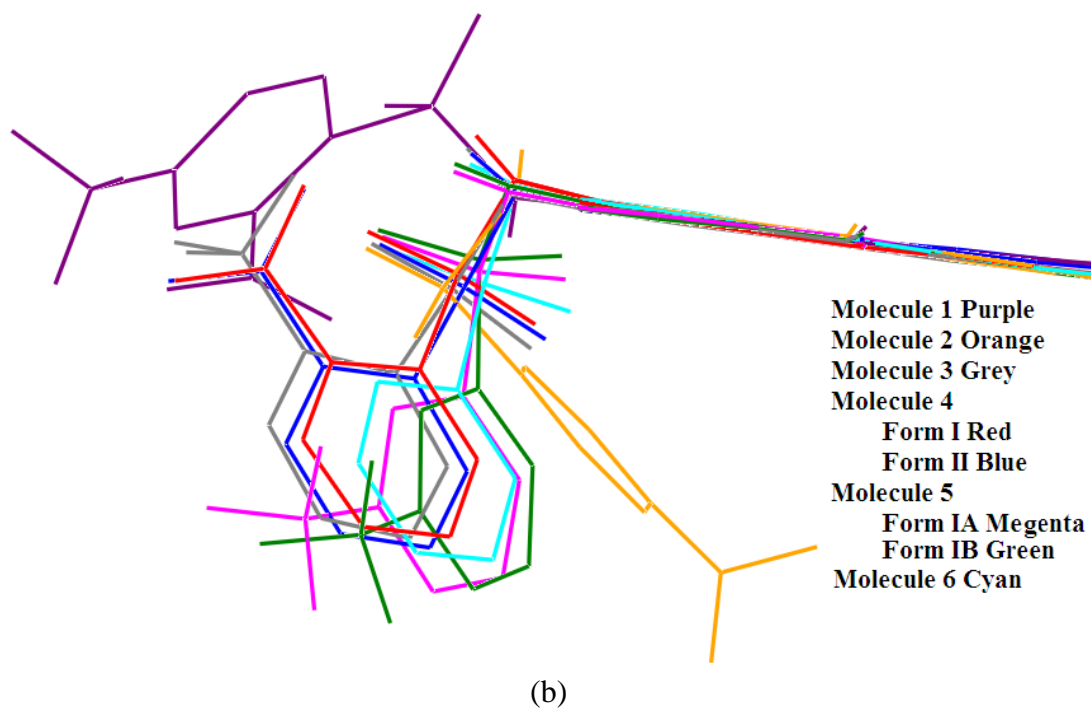 Molecule 1 Purple
Molecule 2 Orange
Molecule 3 Grey
Molecule 4
Form I Red
Form II Blue
Molecule 5
Form IA Megenta
Form IB Green
Molecule 6 Cyan
(b)